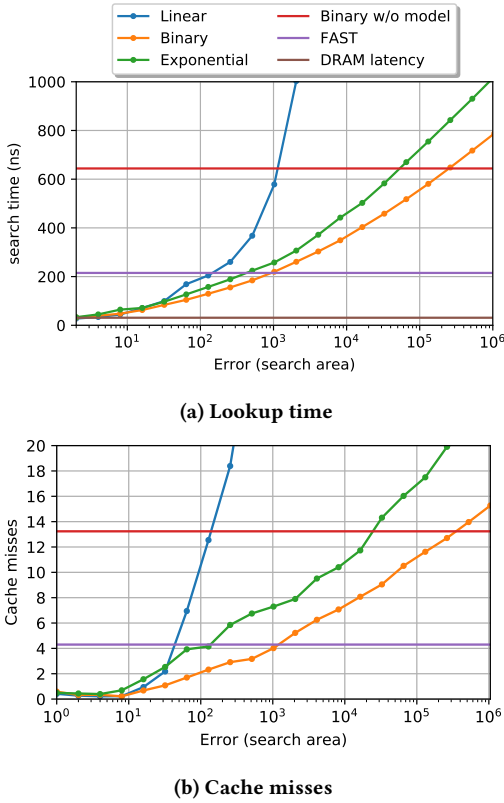 Linear
Binary
Exponential
Binary w/o model
FAST
DRAM latency
1000
800
600
400
200
0
search time (ns)
10¹ 10² 10³ 10⁴ 10⁵ 10⁶
Error (search area)
(a) Lookup time
20
18
16
14
12
10
8
6
4
2
0
Cache misses
10⁰ 10¹ 10² 10³ 10⁴ 10⁵ 10⁶
Error (search area)
(b) Cache misses